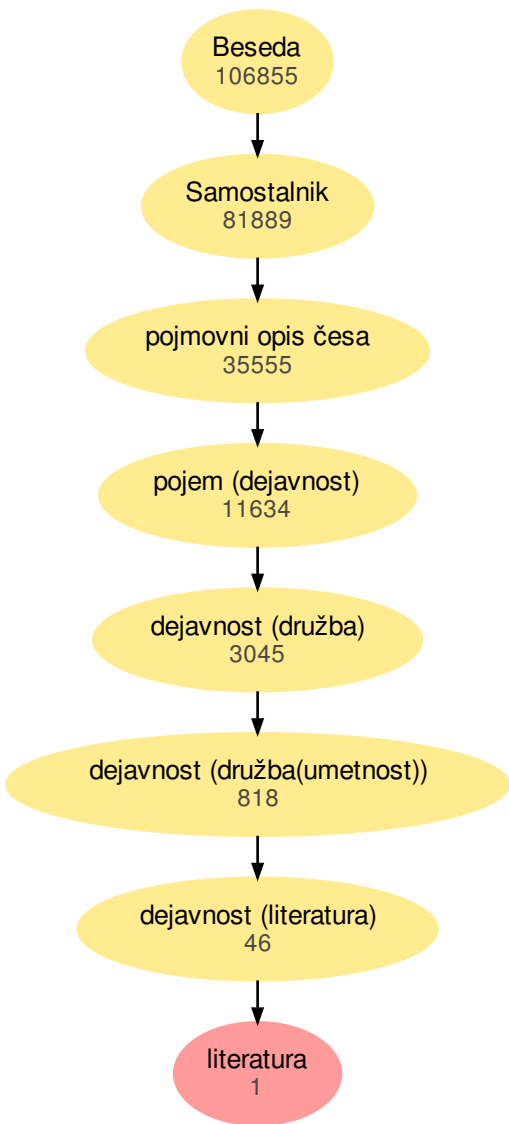 Beseda
106855
Samostalnik
81889
pojmovni opis česa
35555
pojem (dejavnost)
11634
dejavnost (družba)
3045
dejavnost (družba(umetnost))
818
dejavnost (literatura)
46
literatura
1